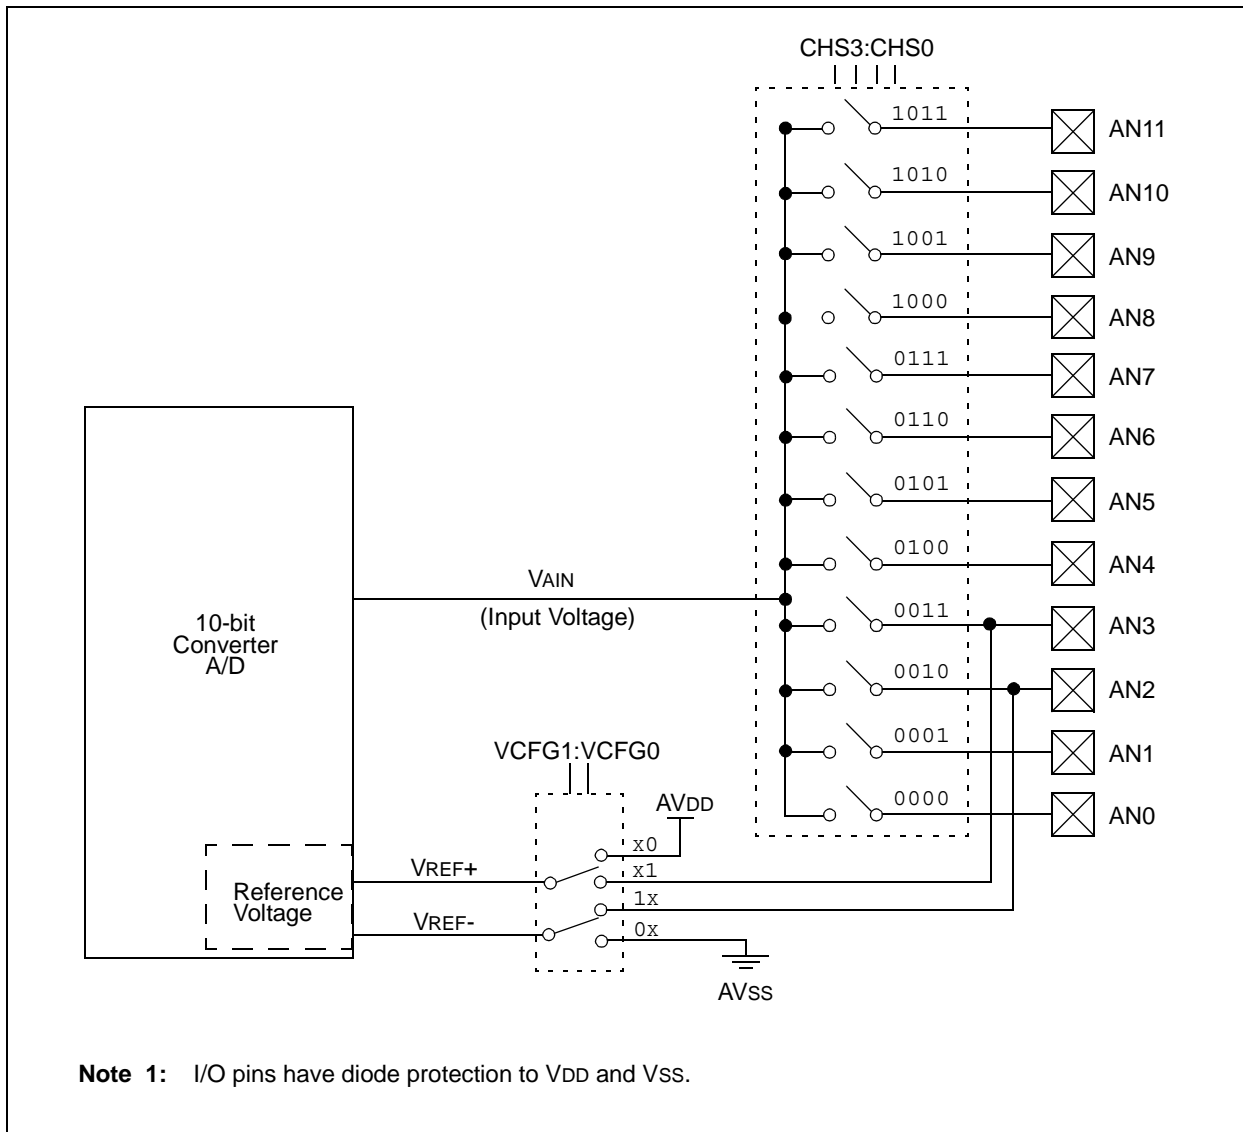 CHS3:CHS0
1011 AN11
1010 AN10
1001 AN9
1000 AN8
0111 AN7
0110 AN6
0101 AN5
0100 AN4
VAIN
(Input Voltage)
0011 AN3
10-bit
Converter
A/D
0010 AN2
0001 AN1
VCFG1:VCFG0
0000 AN0
AVDD
x0
VREF+
x1
Reference
Voltage
1x
VREF-
0x
AVSS
Note 1: I/O pins have diode protection to VDD and VSS.